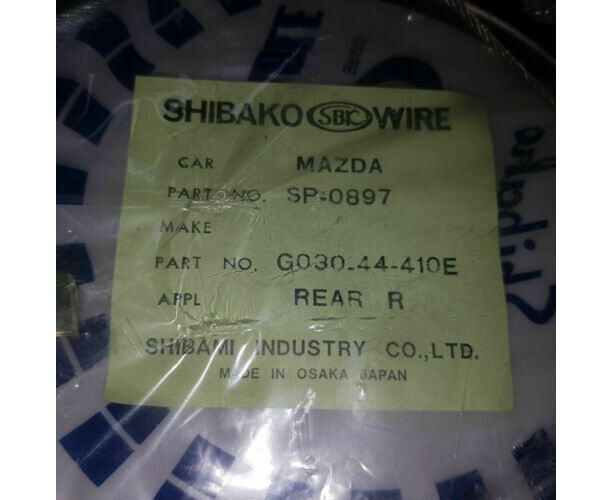 SHIBAKO SBK WIRE
CAR MAZDA
PART NO. SP-0897
MAKE
PART NO. G030-44-410E
APPL REAR R
SHIBAMI INDUSTRY CO.,LTD.
MADE IN OSAKA JAPAN